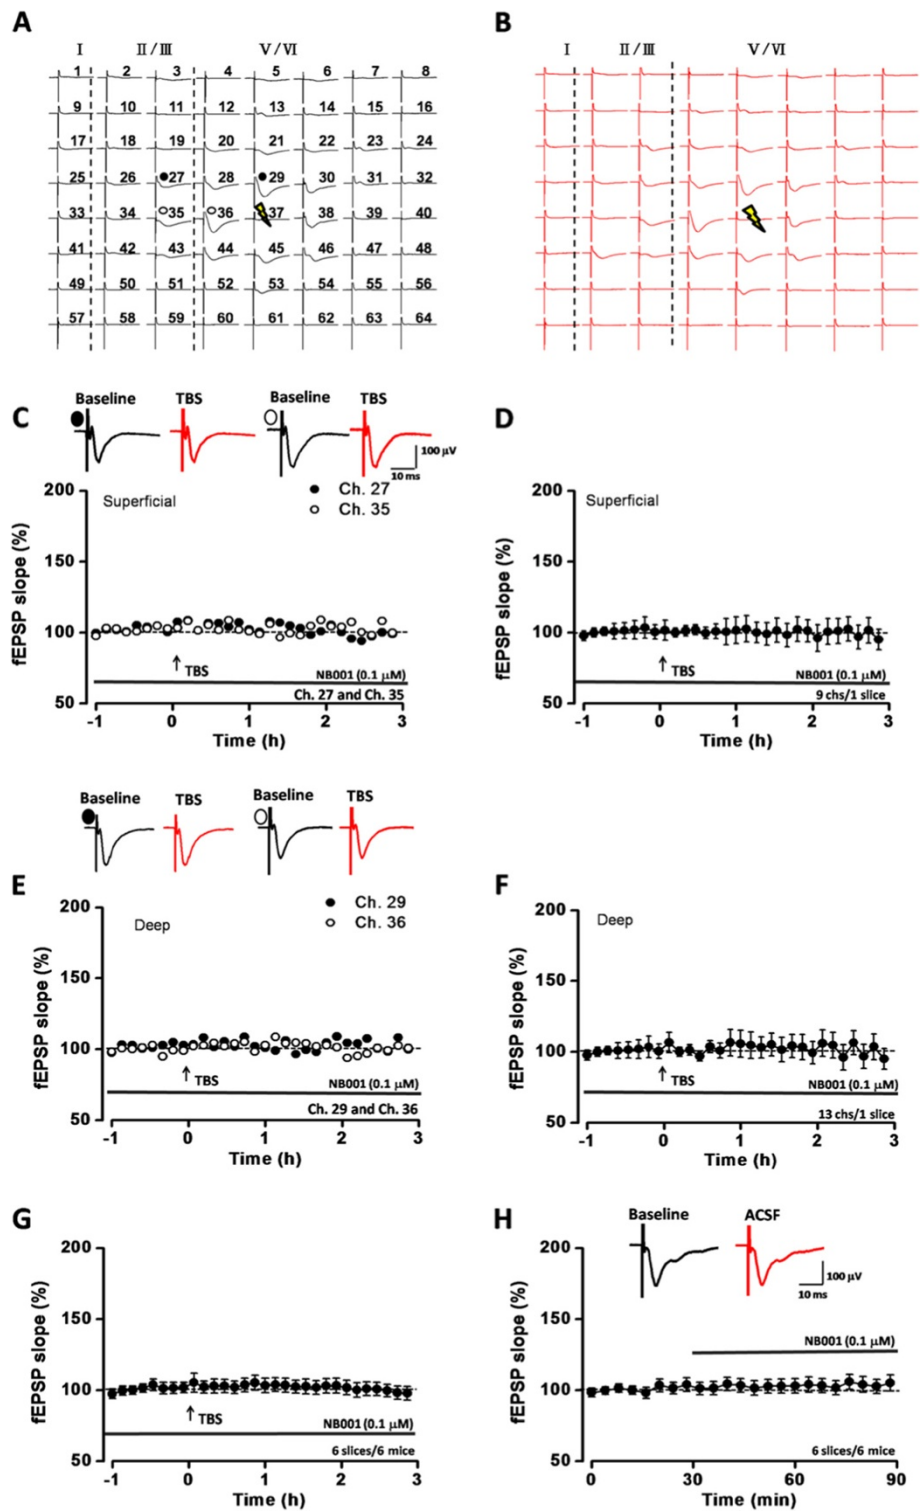 A
B
I II / III V / VI
I II / III V / VI
1 2 3 4 5 6 7 8
9 10 11 12 13 14 15 16
17 18 19 20 21 22 23 24
25 26 27 28 29 30 31 32
33 34 35 36 37 38 39 40
41 42 43 44 45 46 47 48
49 50 51 52 53 54 55 56
57 58 59 60 61 62 63 64
C
Baseline TBS Baseline TBS
100 μV
10 ms
Ch. 27
Ch. 35
Superficial
fEPSP slope (%)
200
150
100
50
TBS
NB001 (0.1 μM)
Ch. 27 and Ch. 35
-1 0 1 2 3
Time (h)
D
Superficial
fEPSP slope (%)
200
150
100
50
TBS
NB001 (0.1 μM)
9 chs/1 slice
-1 0 1 2 3
Time (h)
Baseline TBS Baseline TBS
E
Ch. 29
Ch. 36
Deep
fEPSP slope (%)
200
150
100
50
TBS
NB001 (0.1 μM)
Ch. 29 and Ch. 36
-1 0 1 2 3
Time (h)
F
Deep
fEPSP slope (%)
200
150
100
50
TBS
NB001 (0.1 μM)
13 chs/1 slice
-1 0 1 2 3
Time (h)
G
fEPSP slope (%)
200
150
100
50
TBS
NB001 (0.1 μM)
6 slices/6 mice
-1 0 1 2 3
Time (h)
H
Baseline ACSF
100 μV
10 ms
fEPSP slope (%)
200
150
100
50
NB001 (0.1 μM)
6 slices/6 mice
0 30 60 90
Time (min)